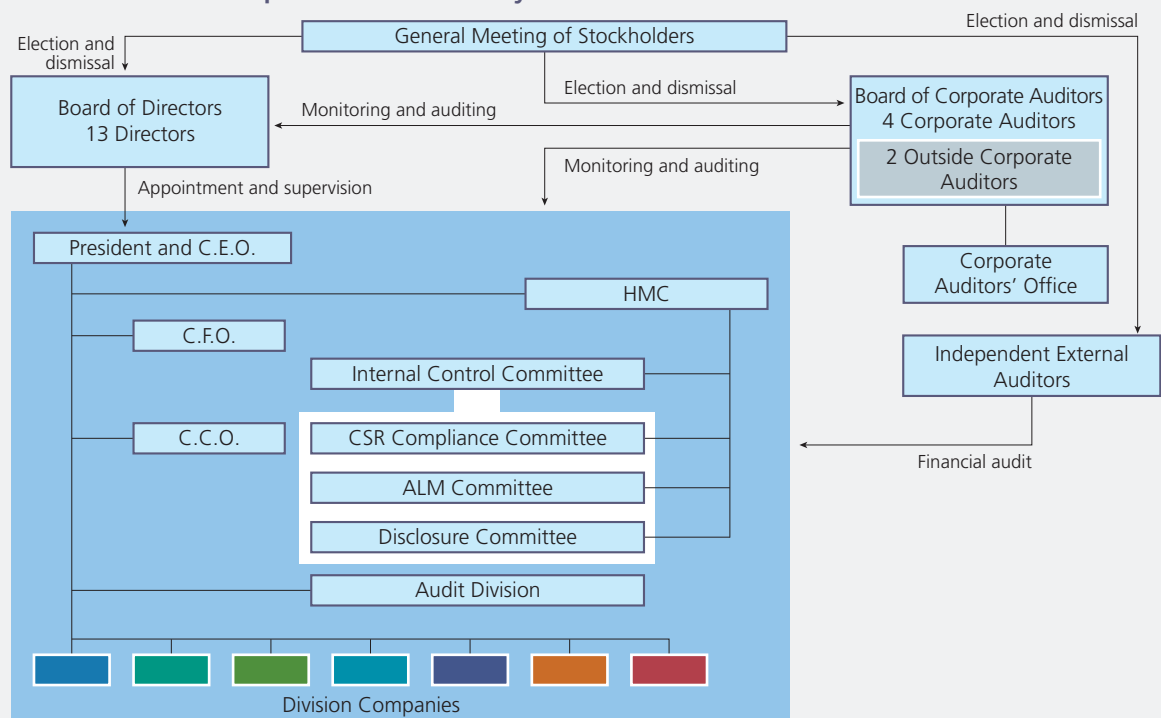 General Meeting of Stockholders
Election and dismissal
Election and
dismissal
Election and dismissal
Board of Directors
13 Directors
Monitoring and auditing
Board of Corporate Auditors
4 Corporate Auditors
2 Outside Corporate
Auditors
Monitoring and auditing
Appointment and supervision
President and C.E.O.
Corporate
Auditors’ Office
HMC
C.F.O.
Independent External
Auditors
Internal Control Committee
C.C.O.
CSR Compliance Committee
Financial audit
ALM Committee
Disclosure Committee
Audit Division
Division Companies